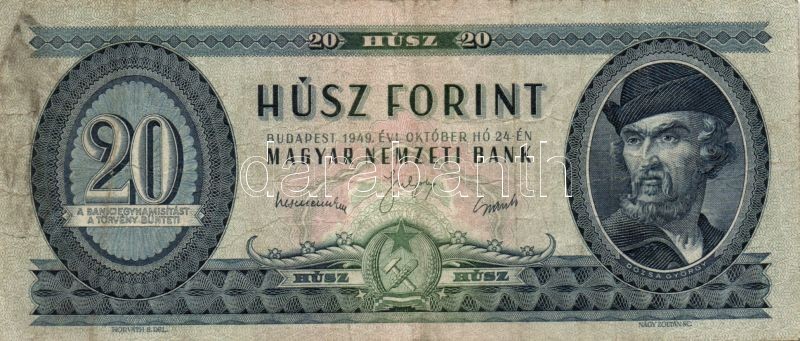 20 HÚSZ 20
HÚSZ FORINT
BUDAPEST, 1949. ÉVI OKTÓBER HÓ 24-ÉN
MAGYAR NEMZETI BANK
darabanth
20
A BANKJEGYHAMISÍTÁST
A TÖRVÉNY BÜNTETI
HÚSZ HÚSZ
DÓZSA GYÖRGY
HORVÁTH E. DEL.
NAGY ZOLTÁN SC.